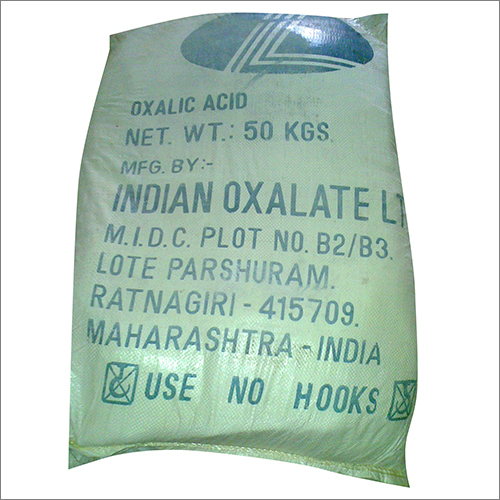 OXALIC ACID
NET. WT.: 50 KGS.
MFG. BY:-
INDIAN OXALATE LT
M.I.D.C. PLOT NO. B2/B3.
LOTE PARSHURAM.
RATNAGIRI - 415709.
MAHARASHTRA - INDIA
USE NO HOOKS